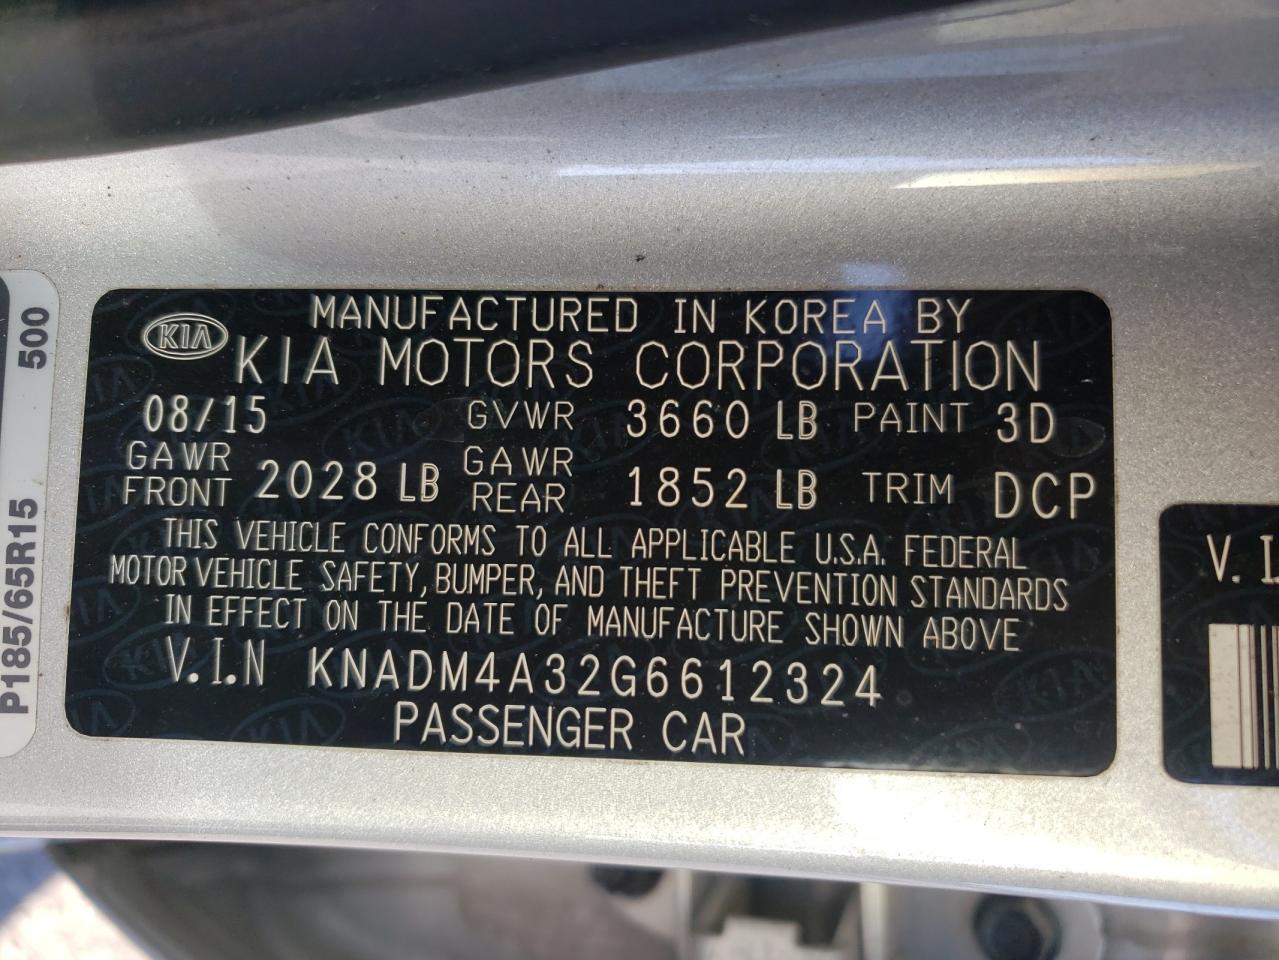 MANUFACTURED IN KOREA BY
KIA
KIA MOTORS CORPORATION
08/15 GVWR 3660 LB PAINT 3D
GAWR FRONT 2028 LB GAWR REAR 1852 LB TRIM DCP
THIS VEHICLE CONFORMS TO ALL APPLICABLE U.S.A. FEDERAL
MOTOR VEHICLE SAFETY, BUMPER, AND THEFT PREVENTION STANDARDS
IN EFFECT ON THE DATE OF MANUFACTURE SHOWN ABOVE
V.I.N KNADM4A32G6612324
PASSENGER CAR
P185/65R15 500
V.I